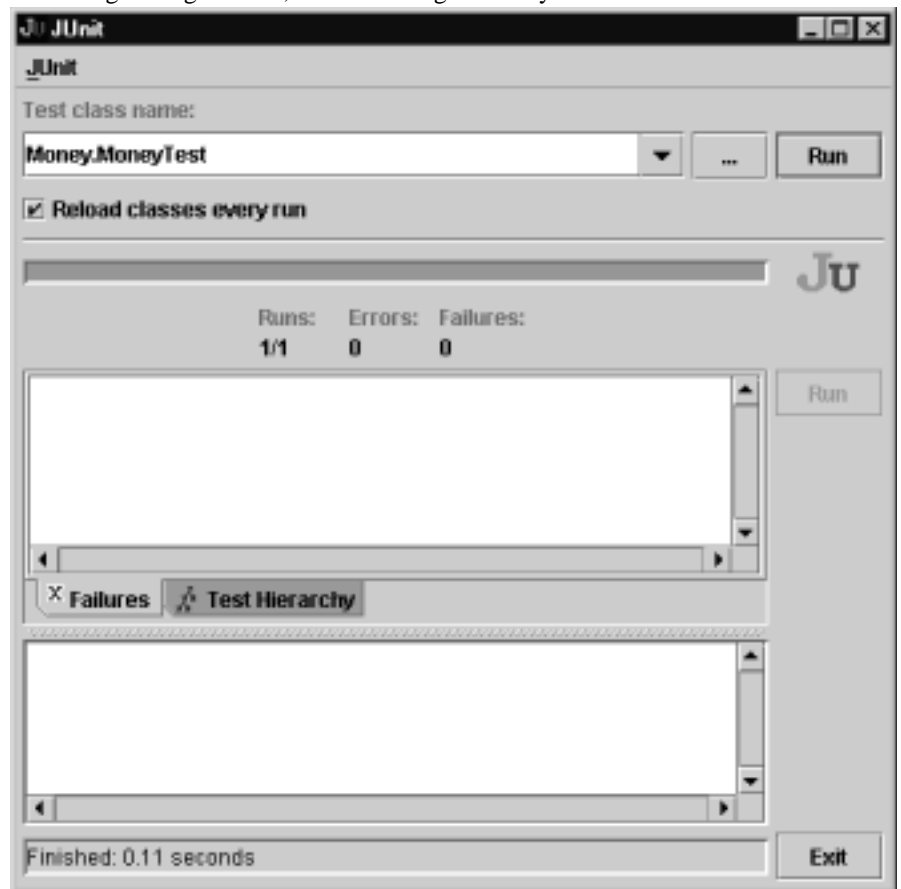 JU JUnit
JUnit
Test class name:
Money.MoneyTest
...
Run
Reload classes every run
JU
Runs: Errors: Failures:
1/1 0 0
Run
X Failures Test Hierarchy
Finished: 0.11 seconds
Exit